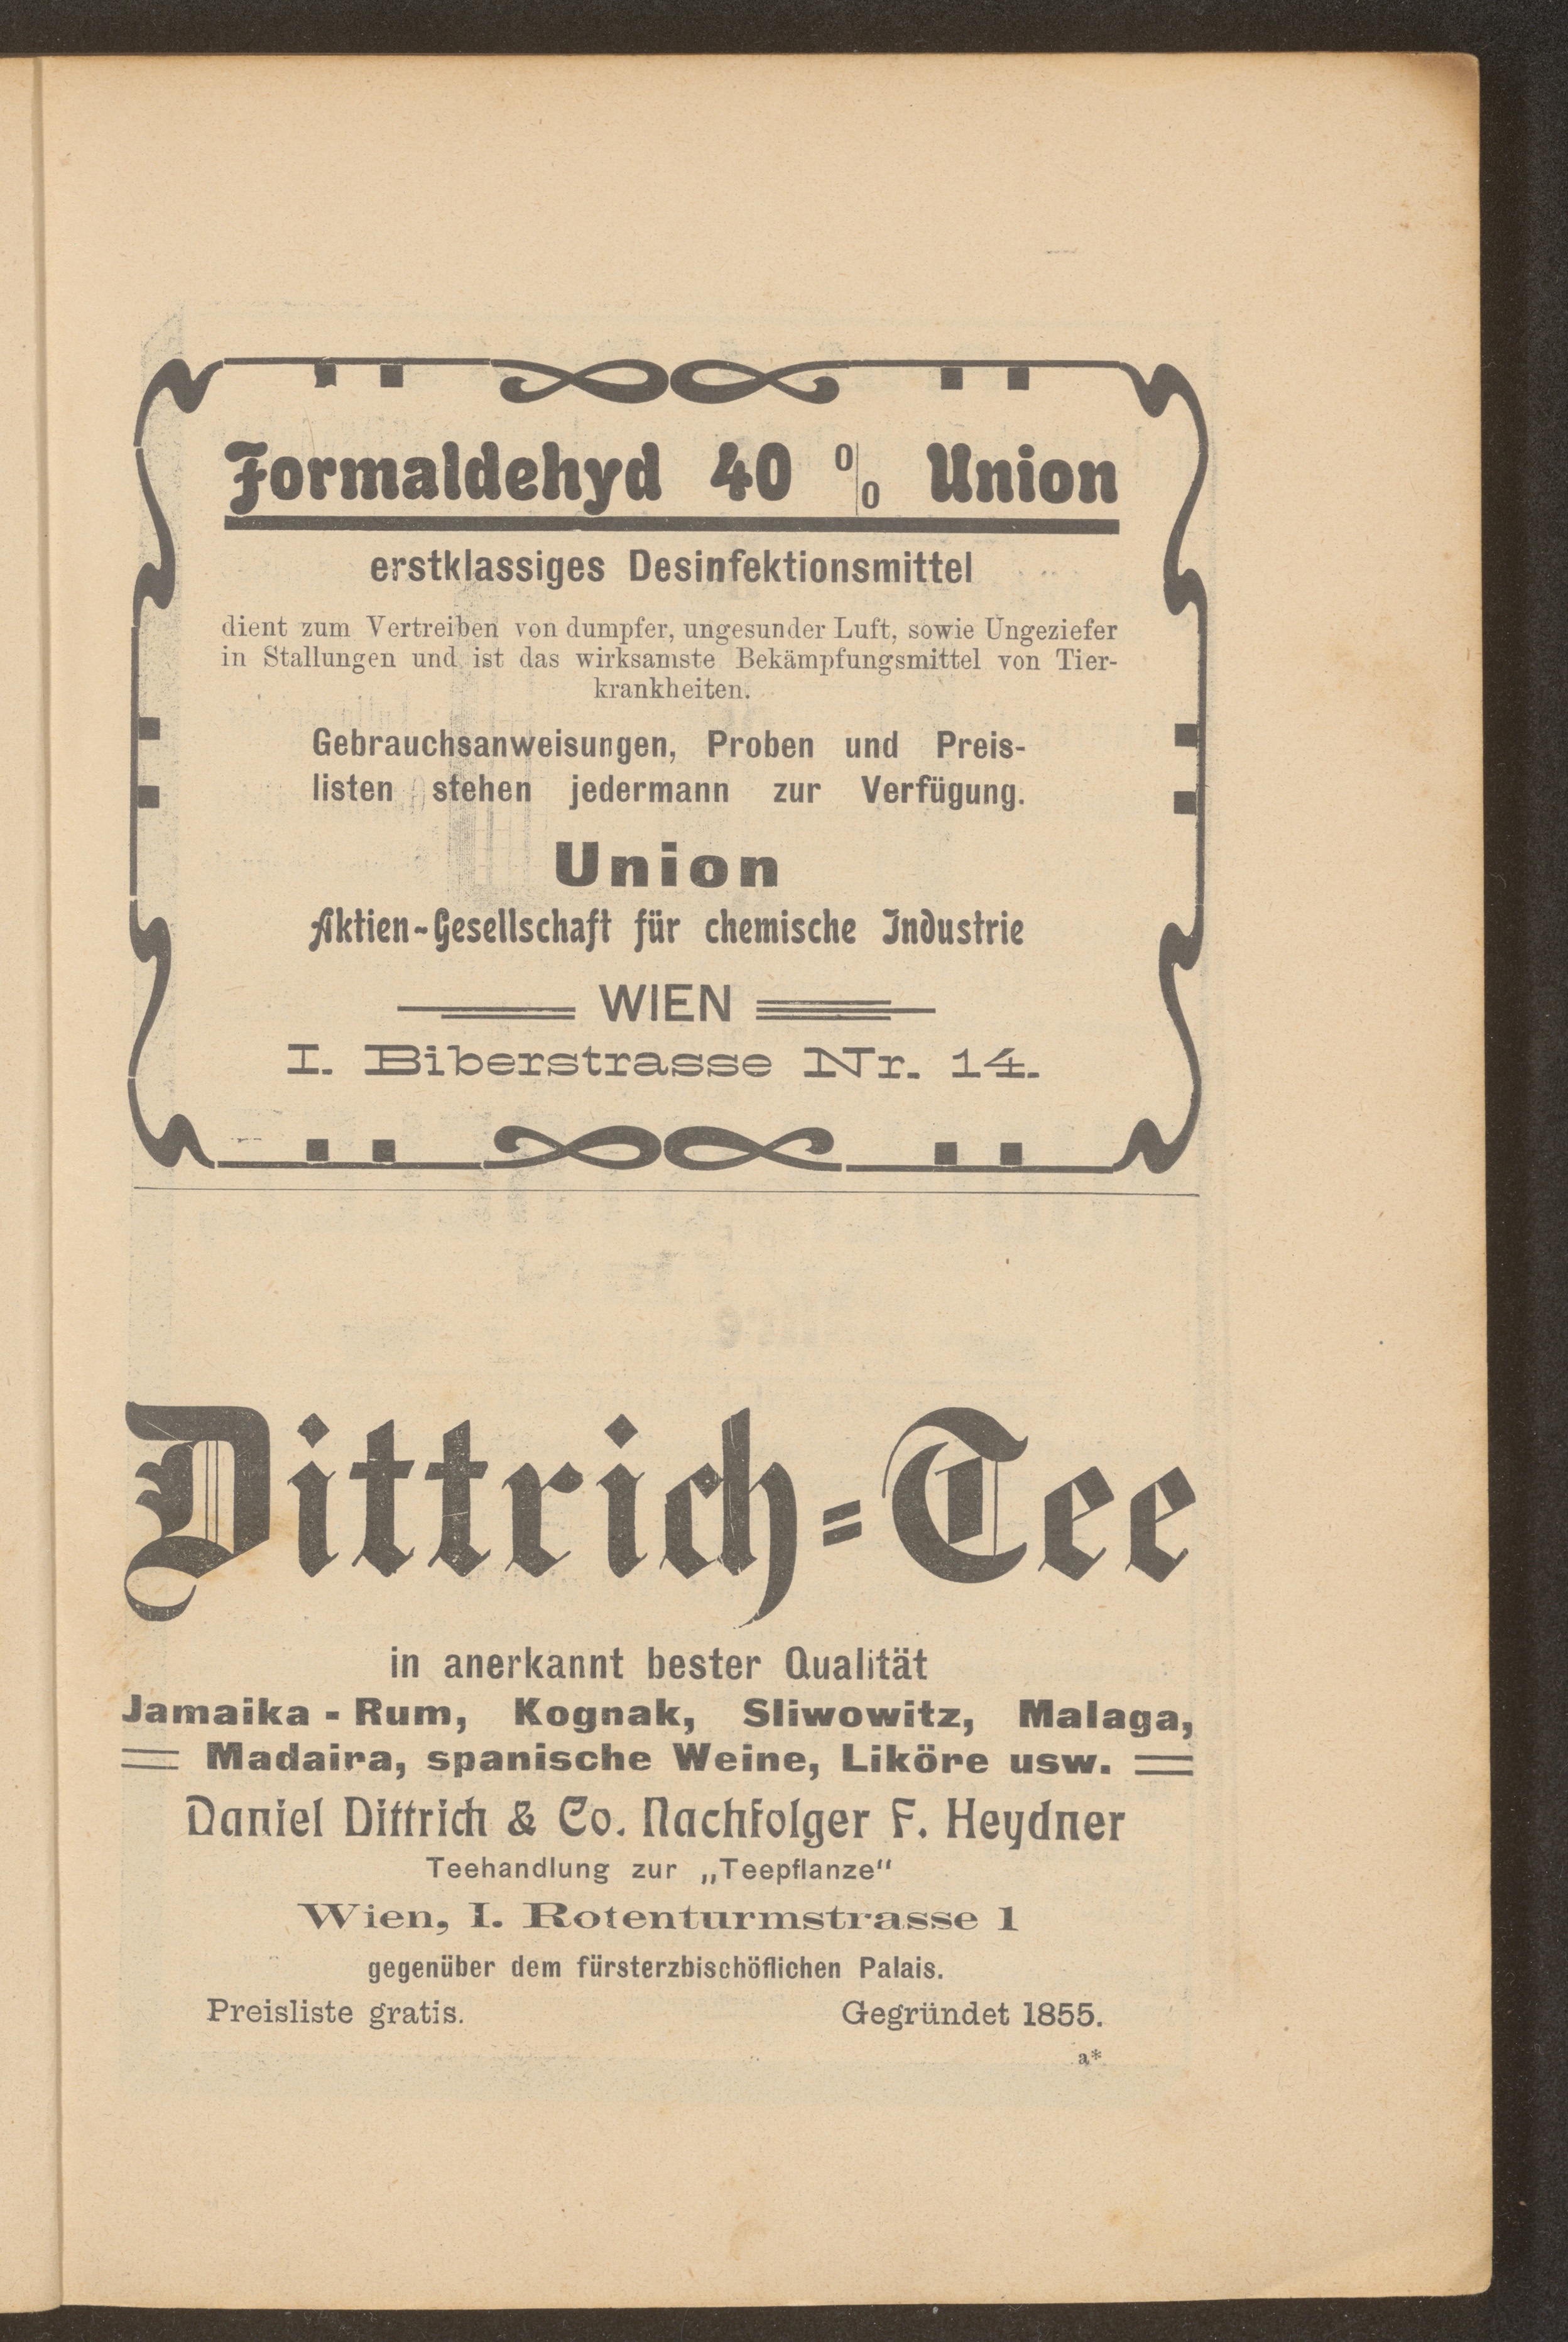 Formaldehyd 40 % Union
erstklassiges Desinfektionsmittel
dient zum Vertreiben von dumpfer, ungesunder Luft, sowie Ungeziefer
in Stallungen und ist das wirksamste Bekämpfungsmittel von Tier-
krankheiten.
Gebrauchsanweisungen, Proben und Preis-
listen stehen jedermann zur Verfügung.
Union
Aktien-Gesellschaft für chemische Industrie
WIEN
I. Biberstrasse Nr. 14.
Dittrich=Tee
in anerkannt bester Qualität
Jamaika - Rum, Kognak, Sliwowitz, Malaga,
Madaira, spanische Weine, Liköre usw.
Daniel Dittrich & Co. Nachfolger F. Heydner
Teehandlung zur „Teepflanze“
Wien, I. Rotenturmstrasse 1
gegenüber dem fürsterzbischöflichen Palais.
Preisliste gratis. Gegründet 1855.
a*